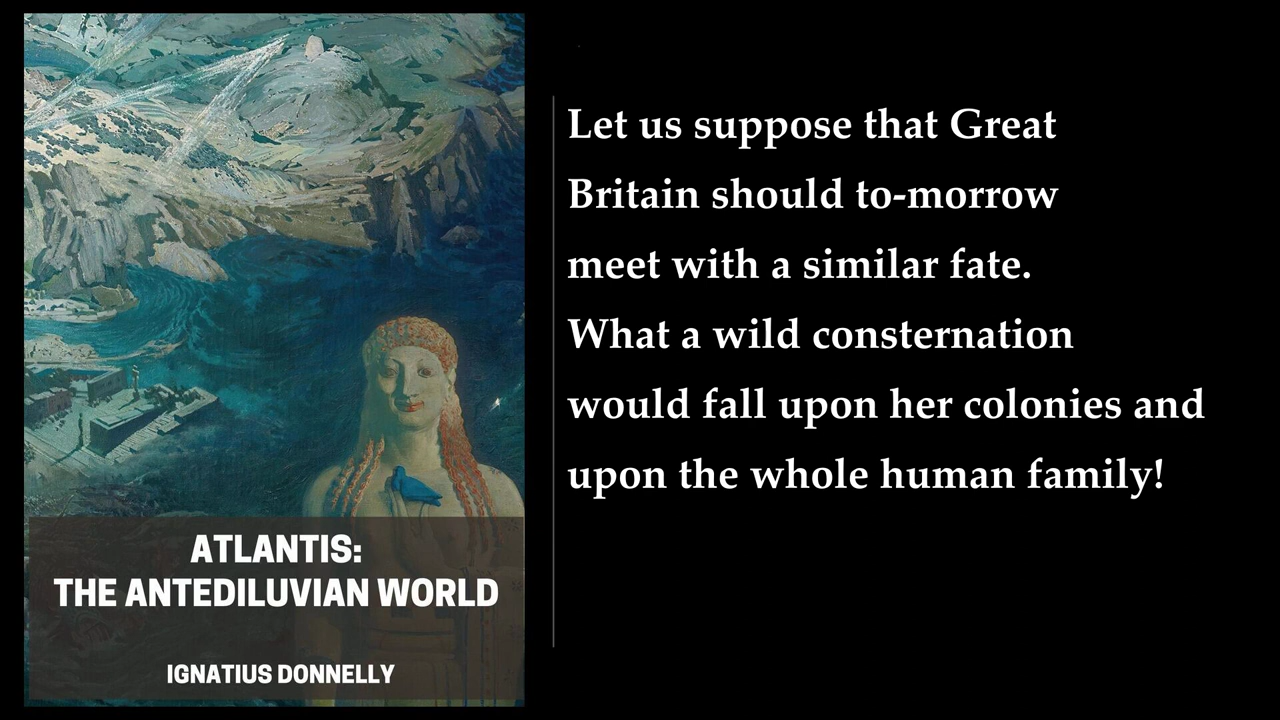 ATLANTIS:
THE ANTEDILUVIAN WORLD
IGNATIUS DONNELLY
Let us suppose that Great
Britain should to-morrow
meet with a similar fate.
What a wild consternation
would fall upon her colonies and
upon the whole human family!